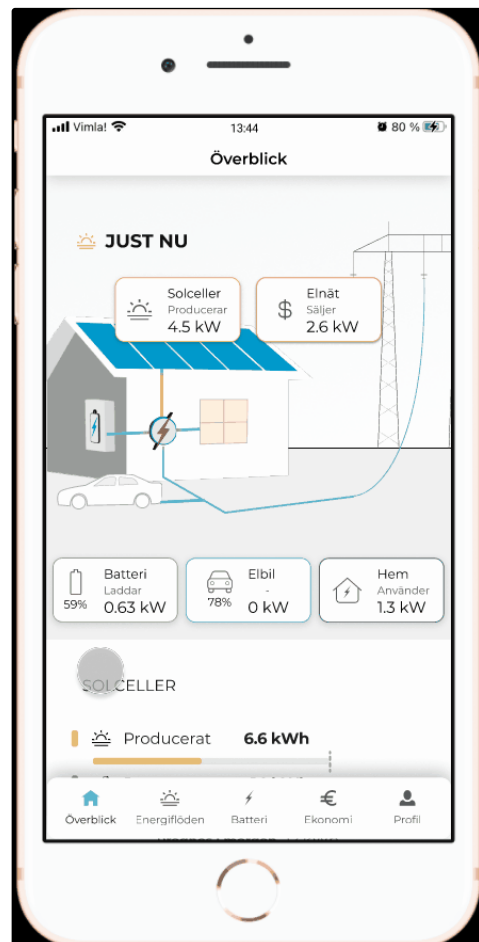 Vimla!
13:44
80 %
Överblick
JUST NU
Solceller
Producerar
4.5 kW
Elnät
Säljer
2.6 kW
Batteri
Laddar
0.63 kW
59%
Elbil
-
0 kW
78%
Hem
Använder
1.3 kW
SOLCELLER
Producerat 6.6 kWh
Överblick Energiflöden Batteri Ekonomi Profil